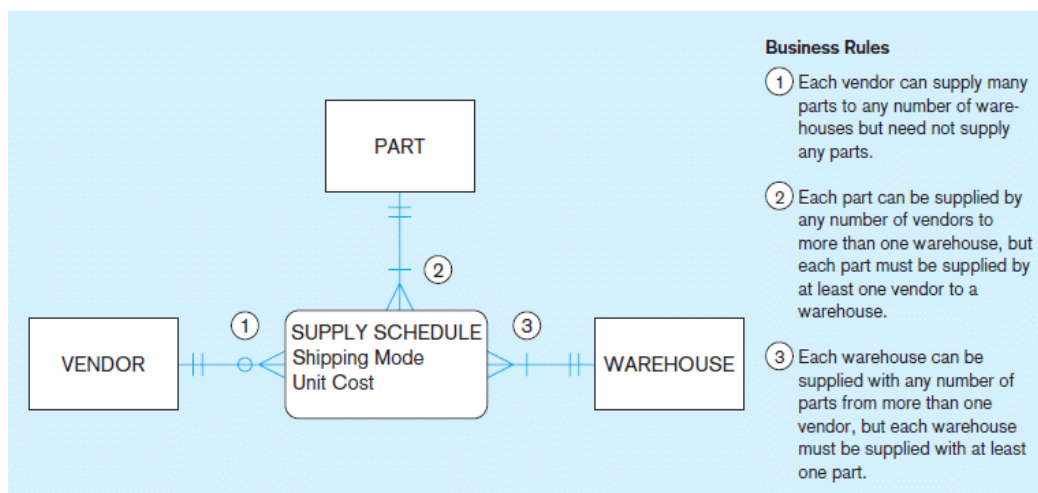 Business Rules
1 Each vendor can supply many
parts to any number of ware-
houses but need not supply
any parts.
PART
2 Each part can be supplied by
any number of vendors to
more than one warehouse, but
each part must be supplied by
at least one vendor to a
warehouse.
2
1
3
VENDOR
SUPPLY SCHEDULE
Shipping Mode
Unit Cost
WAREHOUSE
3 Each warehouse can be
supplied with any number of
parts from more than one
vendor, but each warehouse
must be supplied with at least
one part.